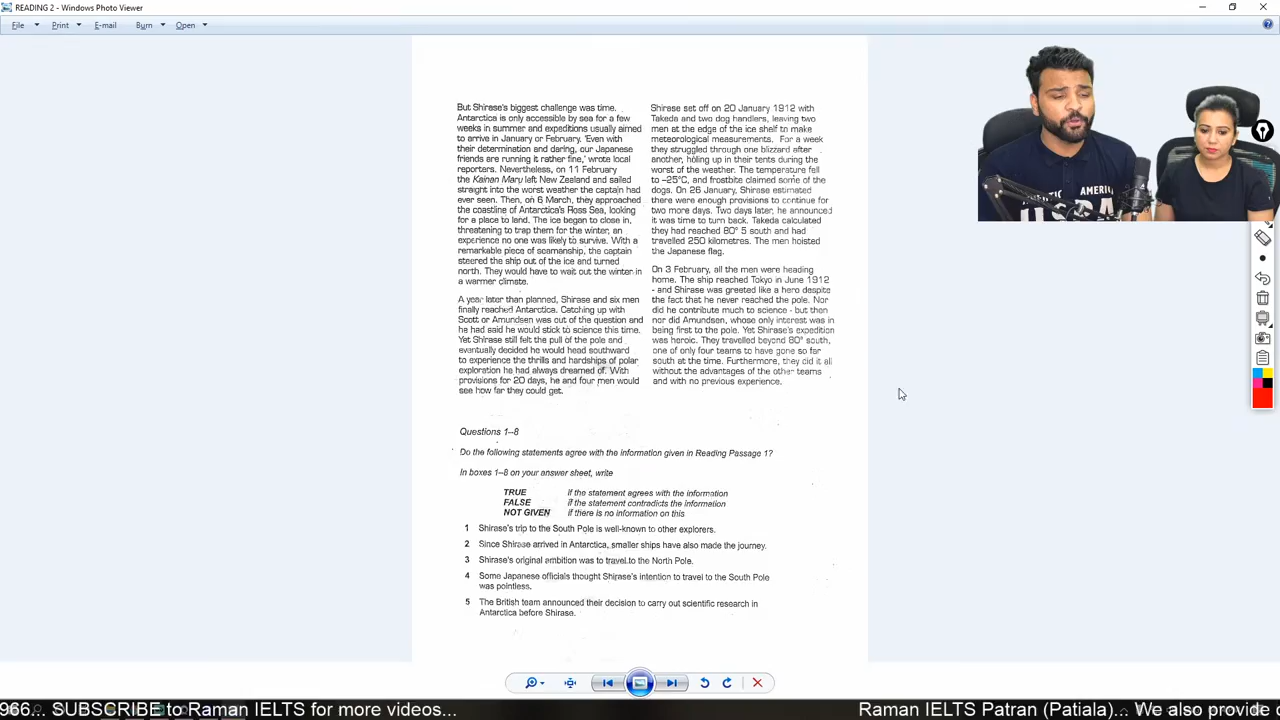 READING 2 - Windows Photo Viewer
File Print E-mail Burn Open
But Shirase's biggest challenge was time.
Antarctica is only accessible by sea for a few
weeks in summer and expeditions usually aimed
to arrive in January or February. 'Even with
their determination and daring, our Japanese
friends are running it rather fine,' wrote local
reporters. Nevertheless, on 11 February
the Kainan Maru left New Zealand and sailed
straight into the worst weather the captain had
ever seen. Then, on 6 March, they approached
the coastline of Antarctica's Ross Sea, looking
for a place to land. The ice began to close in,
threatening to trap them for the winter, an
experience no one was likely to survive. With a
remarkable piece of seamanship, the captain
steered the ship out of the ice and turned
north. They would have to wait out the winter in
a warmer climate.
A year later than planned, Shirase and six men
finally reached Antarctica. Catching up with
Scott or Amundsen was out of the question and
he had said he would stick to science this time.
Yet Shirase still felt the pull of the pole and
eventually decided he would head southward
to experience the thrills and hardships of polar
exploration he had always dreamed of. With
provisions for 20 days, he and four men would
see how far they could get.
Shirase set off on 20 January 1912 with
Takeda and two dog handlers, leaving two
men at the edge of the ice shelf to make
meteorological measurements. For a week
they struggled through one blizzard after
another, holing up in their tents during the
worst of the weather. The temperature fell
to -25°C, and frostbite claimed some of the
dogs. On 26 January, Shirase estimated
there were enough provisions to continue for
two more days. Two days later, he announced
it was time to turn back. Takeda calculated
they had reached 80° 5 south and had
travelled 250 kilometres. The men hoisted
the Japanese flag.
On 3 February, all the men were heading
home. The ship reached Tokyo in June 1912
- and Shirase was greeted like a hero despite
the fact that he never reached the pole. Nor
did he contribute much to science - but then
nor did Amundsen, whose only interest was in
being first to the pole. Yet Shirase's expedition
was heroic. They travelled beyond 80° south,
one of only four teams to have gone so far
south at the time. Furthermore, they did it all
without the advantages of the other teams
and with no previous experience.
Questions 1–8
Do the following statements agree with the information given in Reading Passage 1?
In boxes 1–8 on your answer sheet, write
TRUE if the statement agrees with the information
FALSE if the statement contradicts the information
NOT GIVEN if there is no information on this
1 Shirase's trip to the South Pole is well-known to other explorers.
2 Since Shirase arrived in Antarctica, smaller ships have also made the journey.
3 Shirase's original ambition was to travel to the North Pole.
4 Some Japanese officials thought Shirase's intention to travel to the South Pole
was pointless.
5 The British team announced their decision to carry out scientific research in
Antarctica before Shirase.
AMERICA
USA
966... SUBSCRIBE to Raman IELTS for more videos... Raman IELTS Patran (Patiala)... We also provide